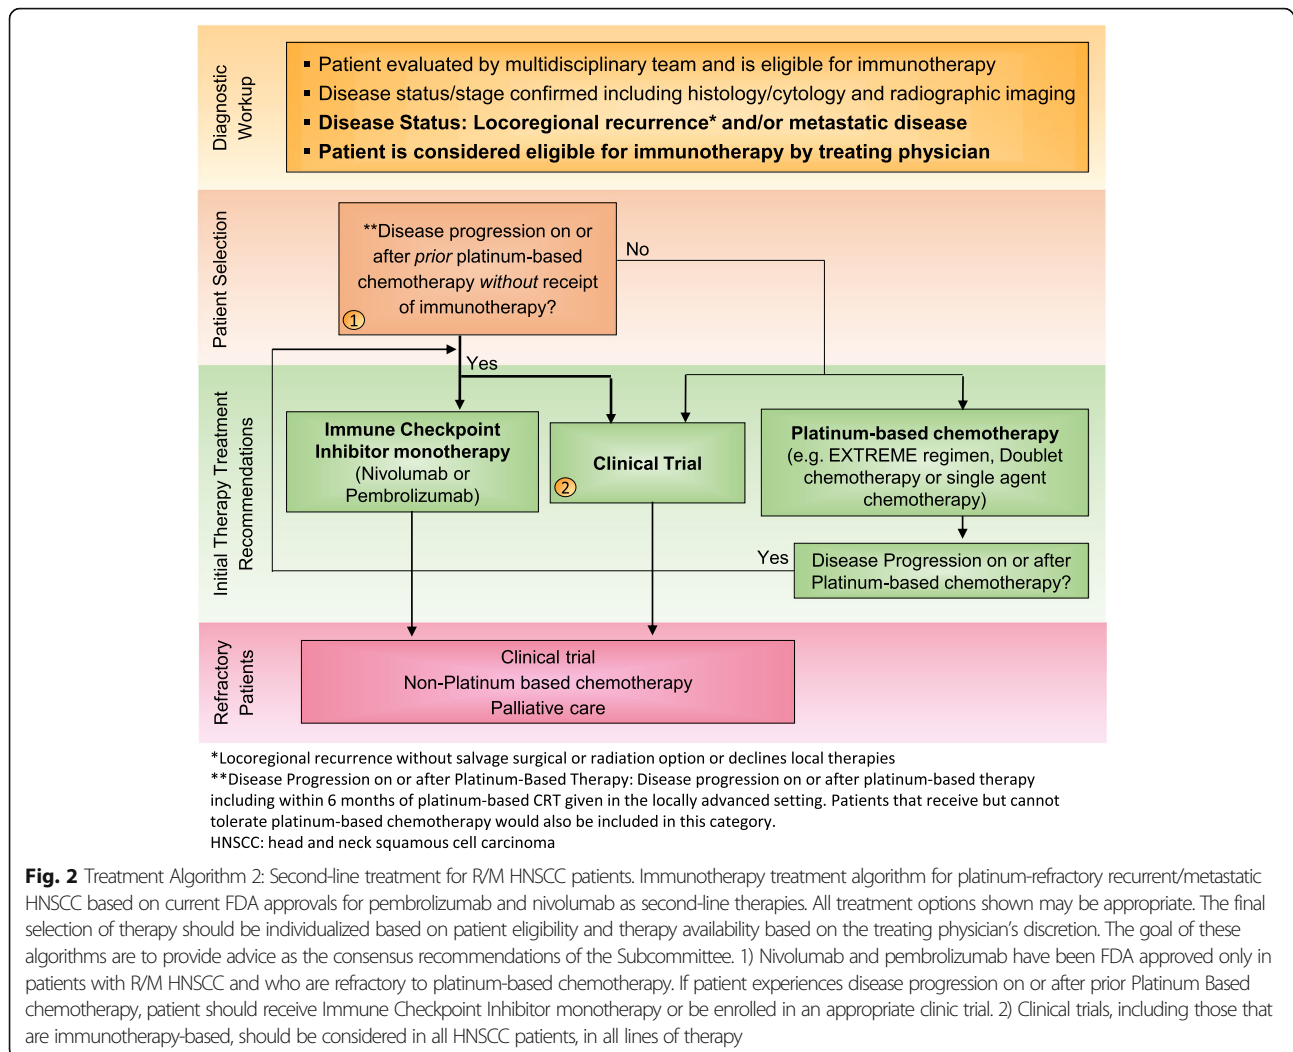 Diagnostic
Workup
▪ Patient evaluated by multidisciplinary team and is eligible for immunotherapy
▪ Disease status/stage confirmed including histology/cytology and radiographic imaging
▪ Disease Status: Locoregional recurrence* and/or metastatic disease
▪ Patient is considered eligible for immunotherapy by treating physician
Patient Selection
**Disease progression on or
after prior platinum-based
chemotherapy without receipt
of immunotherapy?
1
No
Yes
Initial Therapy Treatment
Recommendations
Immune Checkpoint
Inhibitor monotherapy
(Nivolumab or
Pembrolizumab)
Clinical Trial
2
Platinum-based chemotherapy
(e.g. EXTREME regimen, Doublet
chemotherapy or single agent
chemotherapy)
Yes
Disease Progression on or after
Platinum-based chemotherapy?
Refractory
Patients
Clinical trial
Non-Platinum based chemotherapy
Palliative care
*Locoregional recurrence without salvage surgical or radiation option or declines local therapies
**Disease Progression on or after Platinum-Based Therapy: Disease progression on or after platinum-based therapy
including within 6 months of platinum-based CRT given in the locally advanced setting. Patients that receive but cannot
tolerate platinum-based chemotherapy would also be included in this category.
HNSCC: head and neck squamous cell carcinoma
Fig. 2 Treatment Algorithm 2: Second-line treatment for R/M HNSCC patients. Immunotherapy treatment algorithm for platinum-refractory recurrent/metastatic
HNSCC based on current FDA approvals for pembrolizumab and nivolumab as second-line therapies. All treatment options shown may be appropriate. The final
selection of therapy should be individualized based on patient eligibility and therapy availability based on the treating physician's discretion. The goal of these
algorithms are to provide advice as the consensus recommendations of the Subcommittee. 1) Nivolumab and pembrolizumab have been FDA approved only in
patients with R/M HNSCC and who are refractory to platinum-based chemotherapy. If patient experiences disease progression on or after prior Platinum Based
chemotherapy, patient should receive Immune Checkpoint Inhibitor monotherapy or be enrolled in an appropriate clinic trial. 2) Clinical trials, including those that
are immunotherapy-based, should be considered in all HNSCC patients, in all lines of therapy